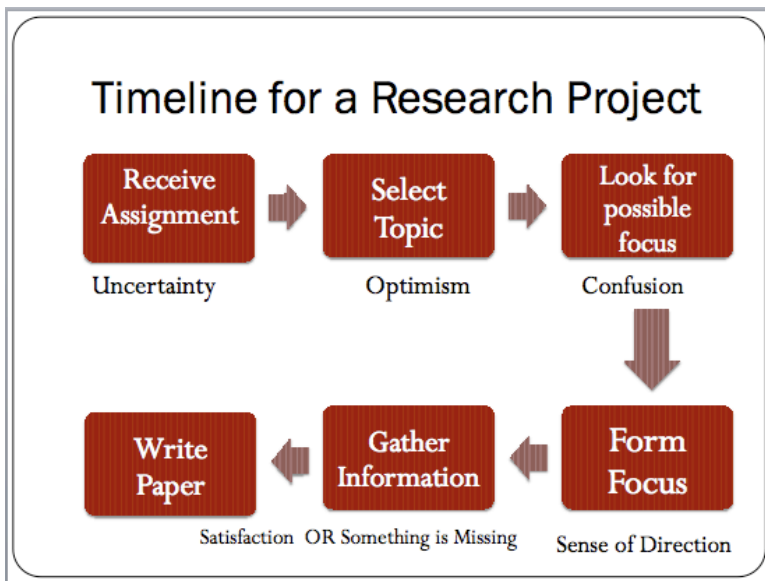 Timeline for a Research Project
Receive
Assignment
Select
Topic
Look for
possible
focus
Uncertainty
Optimism
Confusion
Form
Focus
Gather
Information
Write
Paper
Sense of Direction
Satisfaction OR Something is Missing